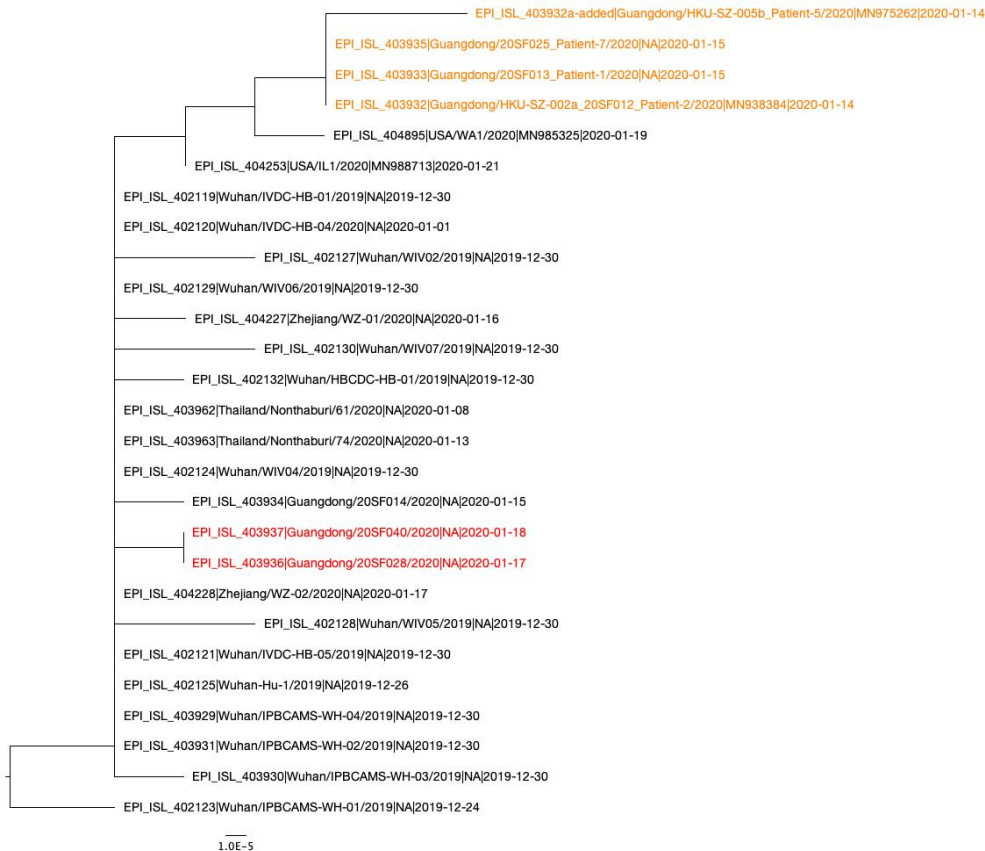 EPI_ISL_403932a-added|Guangdong/HKU-SZ-005b_Patient-5/2020|MN975262|2020-01-14
EPI_ISL_403935|Guangdong/20SF025_Patient-7/2020|NA|2020-01-15
EPI_ISL_403933|Guangdong/20SF013_Patient-1/2020|NA|2020-01-15
EPI_ISL_403932|Guangdong/HKU-SZ-002a_20SF012_Patient-2/2020|MN938384|2020-01-14
EPI_ISL_404895|USA/WA1/2020|MN985325|2020-01-19
EPI_ISL_404253|USA/IL1/2020|MN988713|2020-01-21
EPI_ISL_402119|Wuhan/IVDC-HB-01/2019|NA|2019-12-30
EPI_ISL_402120|Wuhan/IVDC-HB-04/2020|NA|2020-01-01
EPI_ISL_402127|Wuhan/WIV02/2019|NA|2019-12-30
EPI_ISL_402129|Wuhan/WIV06/2019|NA|2019-12-30
EPI_ISL_404227|Zhejiang/WZ-01/2020|NA|2020-01-16
EPI_ISL_402130|Wuhan/WIV07/2019|NA|2019-12-30
EPI_ISL_402132|Wuhan/HBCDC-HB-01/2019|NA|2019-12-30
EPI_ISL_403962|Thailand/Nonthaburi/61/2020|NA|2020-01-08
EPI_ISL_403963|Thailand/Nonthaburi/74/2020|NA|2020-01-13
EPI_ISL_402124|Wuhan/WIV04/2019|NA|2019-12-30
EPI_ISL_403934|Guangdong/20SF014/2020|NA|2020-01-15
EPI_ISL_403937|Guangdong/20SF040/2020|NA|2020-01-18
EPI_ISL_403936|Guangdong/20SF028/2020|NA|2020-01-17
EPI_ISL_404228|Zhejiang/WZ-02/2020|NA|2020-01-17
EPI_ISL_402128|Wuhan/WIV05/2019|NA|2019-12-30
EPI_ISL_402121|Wuhan/IVDC-HB-05/2019|NA|2019-12-30
EPI_ISL_402125|Wuhan-Hu-1/2019|NA|2019-12-26
EPI_ISL_403929|Wuhan/IPBCAMS-WH-04/2019|NA|2019-12-30
EPI_ISL_403931|Wuhan/IPBCAMS-WH-02/2019|NA|2019-12-30
EPI_ISL_403930|Wuhan/IPBCAMS-WH-03/2019|NA|2019-12-30
EPI_ISL_402123|Wuhan/IPBCAMS-WH-01/2019|NA|2019-12-24
1.0E-5